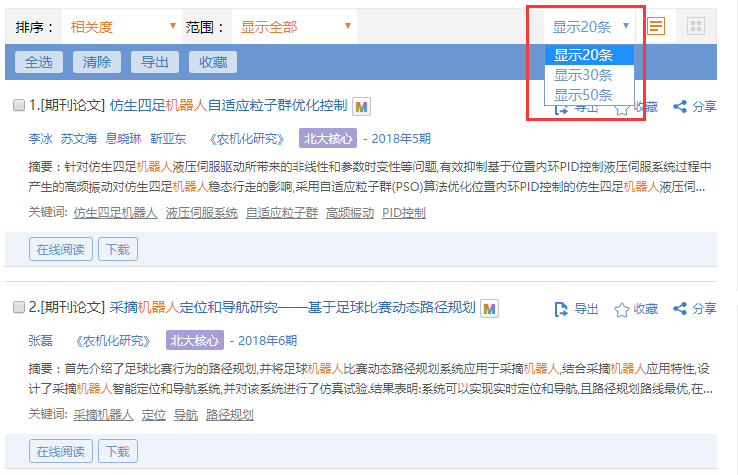 排序： 相关度 范围： 显示全部 显示20条
全选 清除 导出 收藏
显示20条
显示30条
显示50条
1.[期刊论文] 仿生四足机器人自适应粒子群优化控制 M 导出 收藏 分享
李冰 苏文海 息晓琳 靳亚东 《农机化研究》 北大核心 - 2018年5期
摘要：针对仿生四足机器人液压伺服驱动所带来的非线性和参数时变性等问题,有效抑制基于位置内环PID控制液压伺服系统过程中
产生的高频振动对仿生四足机器人稳态行走的影响,采用自适应粒子群(PSO)算法优化位置内环PID控制的仿生四足机器人液压伺...
关键词: 仿生四足机器人 液压伺服系统 自适应粒子群 高频振动 PID控制
在线阅读 下载
2.[期刊论文] 采摘机器人定位和导航研究——基于足球比赛动态路径规划 M 导出 收藏 分享
张磊 《农机化研究》 北大核心 - 2018年6期
摘要：首先介绍了足球比赛行为的路径规划,并将足球机器人比赛动态路径规划系统应用于采摘机器人,结合采摘机器人应用特性,设
计了采摘机器人智能定位和导航系统,并对该系统进行了仿真试验.结果表明:系统可以实现实时定位和导航,且路径规划路线最优,在...
关键词: 采摘机器人 定位 导航 路径规划
在线阅读 下载